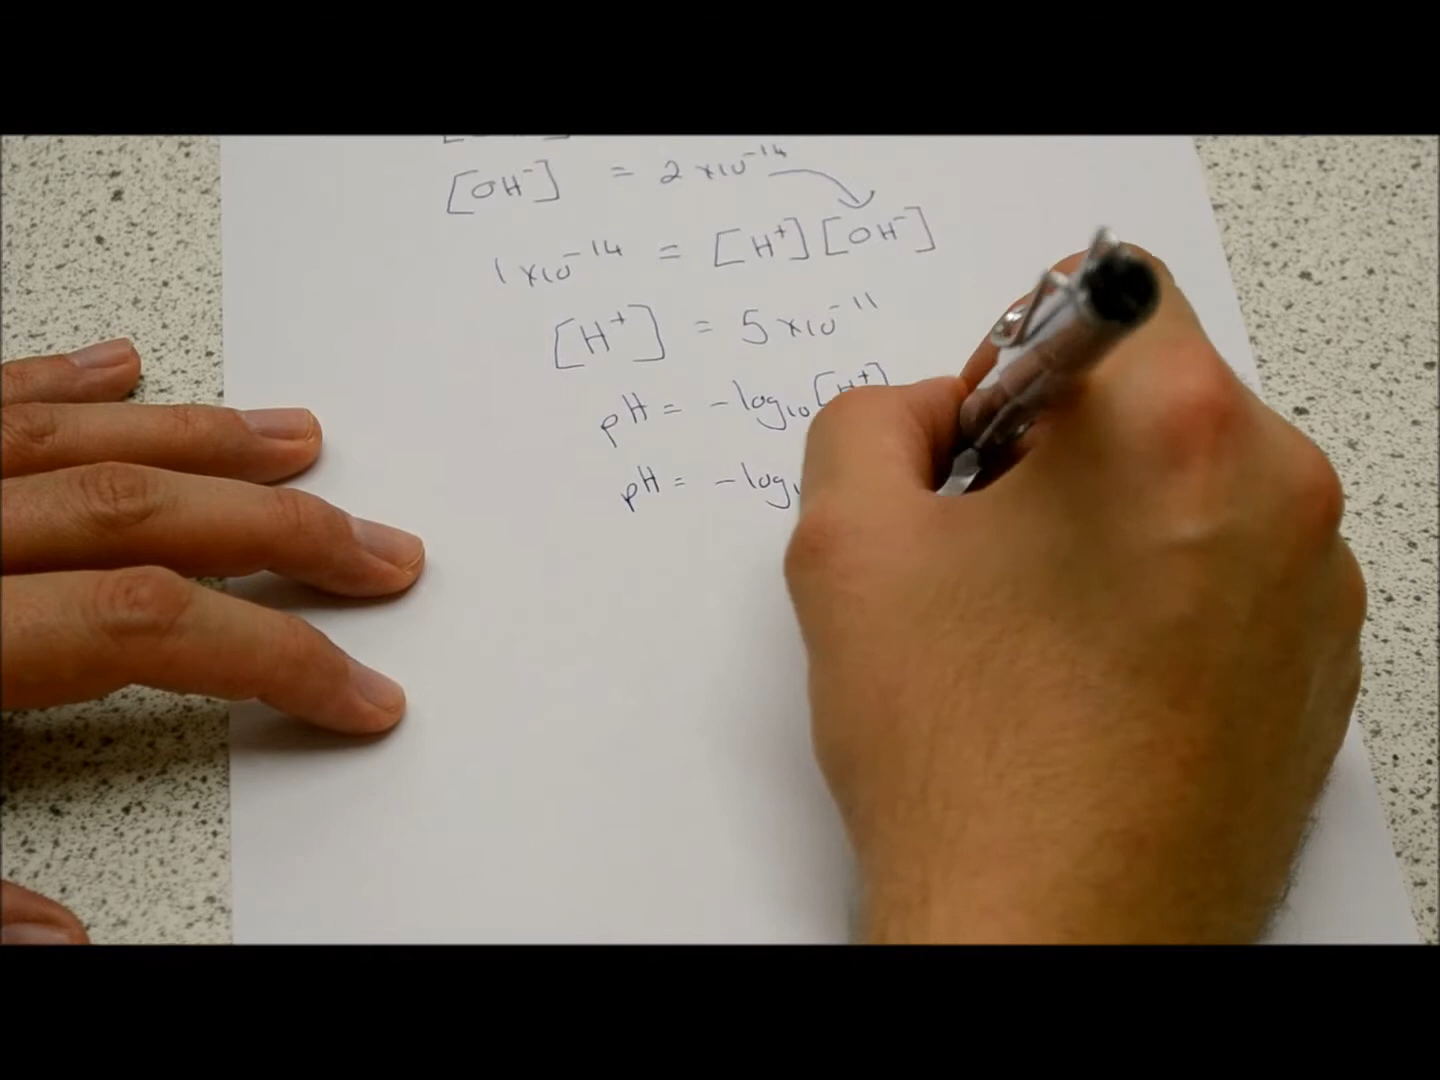 [OH⁻] = 2 x10⁻¹⁴
1 x10⁻¹⁴ = [H⁺][OH⁻]
[H⁺] = 5 x10⁻¹¹
pH = -log₁₀[H⁺]
pH = -log